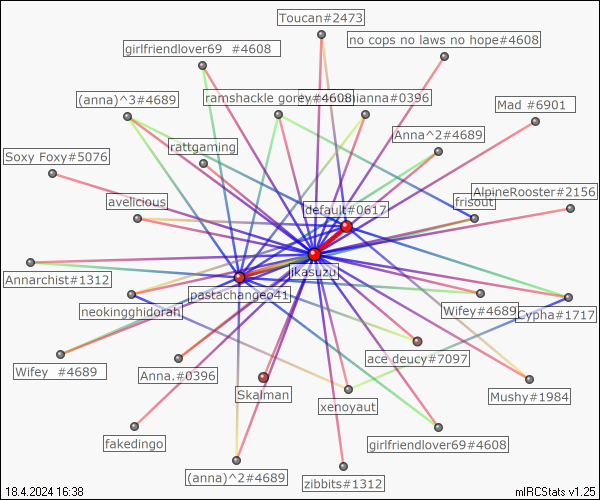 Toucan#2473
no cops no laws no hope#4608
girlfriendlover69 #4608
(anna)^3#4689
ramshackle gorey#4608
ianna#0396
Mad #6901
Anna^2#4689
rattgaming
Soxy Foxy#5076
AlpineRooster#2156
avelicious
default#0617
frisout
ikasuzu
Annarchist#1312
pastachangeo41
neokingghidorah
Wifey#4689
Cypha#1717
Wifey #4689
Anna.#0396
ace deucy#7097
Skalman
xenoyaut
Mushy#1984
fakedingo
girlfriendlover69#4608
(anna)^2#4689
zibbits#1312
18.4.2024 16:38
mIRCStats v1.25